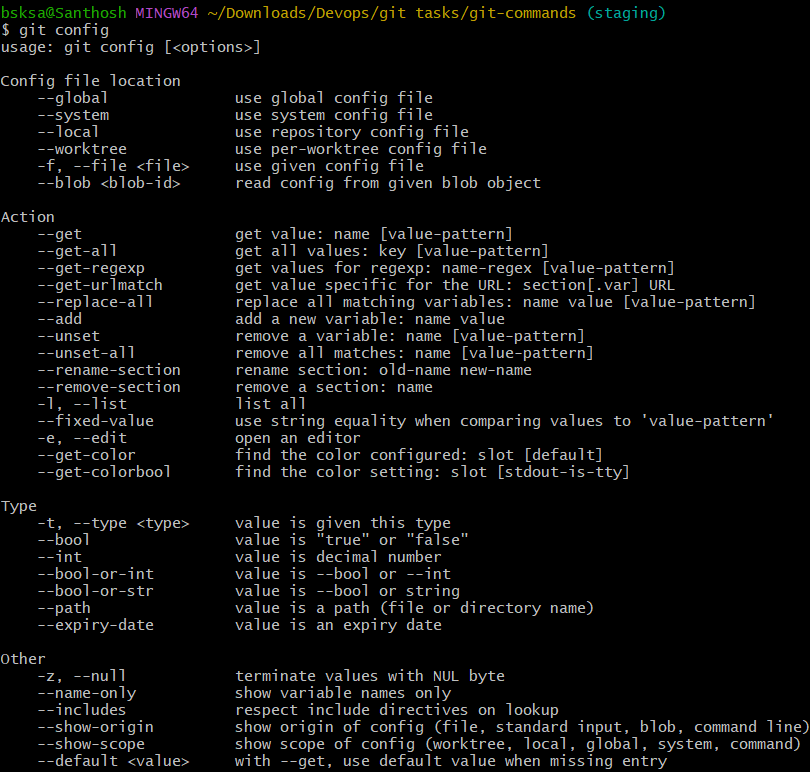 bsksa@Santhosh MINGW64 ~/Downloads/Devops/git tasks/git-commands (staging)
$ git config
usage: git config [<options>]

Config file location
    --global              use global config file
    --system              use system config file
    --local               use repository config file
    --worktree            use per-worktree config file
    -f, --file <file>     use given config file
    --blob <blob-id>      read config from given blob object

Action
    --get                 get value: name [value-pattern]
    --get-all             get all values: key [value-pattern]
    --get-regexp          get values for regexp: name-regex [value-pattern]
    --get-urlmatch        get value specific for the URL: section[.var] URL
    --replace-all         replace all matching variables: name value [value-pattern]
    --add                 add a new variable: name value
    --unset               remove a variable: name [value-pattern]
    --unset-all           remove all matches: name [value-pattern]
    --rename-section      rename section: old-name new-name
    --remove-section      remove a section: name
    -l, --list            list all
    --fixed-value         use string equality when comparing values to 'value-pattern'
    -e, --edit            open an editor
    --get-color           find the color configured: slot [default]
    --get-colorbool       find the color setting: slot [stdout-is-tty]

Type
    -t, --type <type>     value is given this type
    --bool                value is "true" or "false"
    --int                 value is decimal number
    --bool-or-int         value is --bool or --int
    --bool-or-str         value is --bool or string
    --path                value is a path (file or directory name)
    --expiry-date         value is an expiry date

Other
    -z, --null            terminate values with NUL byte
    --name-only           show variable names only
    --includes            respect include directives on lookup
    --show-origin         show origin of config (file, standard input, blob, command line)
    --show-scope          show scope of config (worktree, local, global, system, command)
    --default <value>     with --get, use default value when missing entry